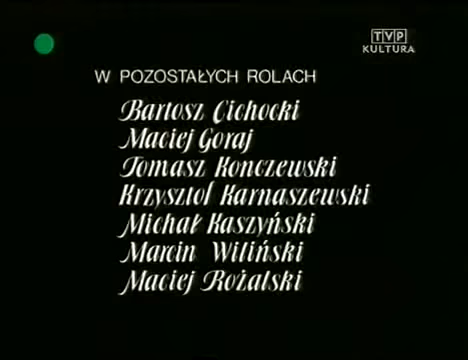 TVP
KULTURA
W POZOSTAŁYCH ROLACH
Bartosz Cichocki
Maciej Goraj
Tomasz Konczewski
Krzysztof Karnaszewski
Michał Kaszyński
Marcin Wiliński
Maciej Rożalski